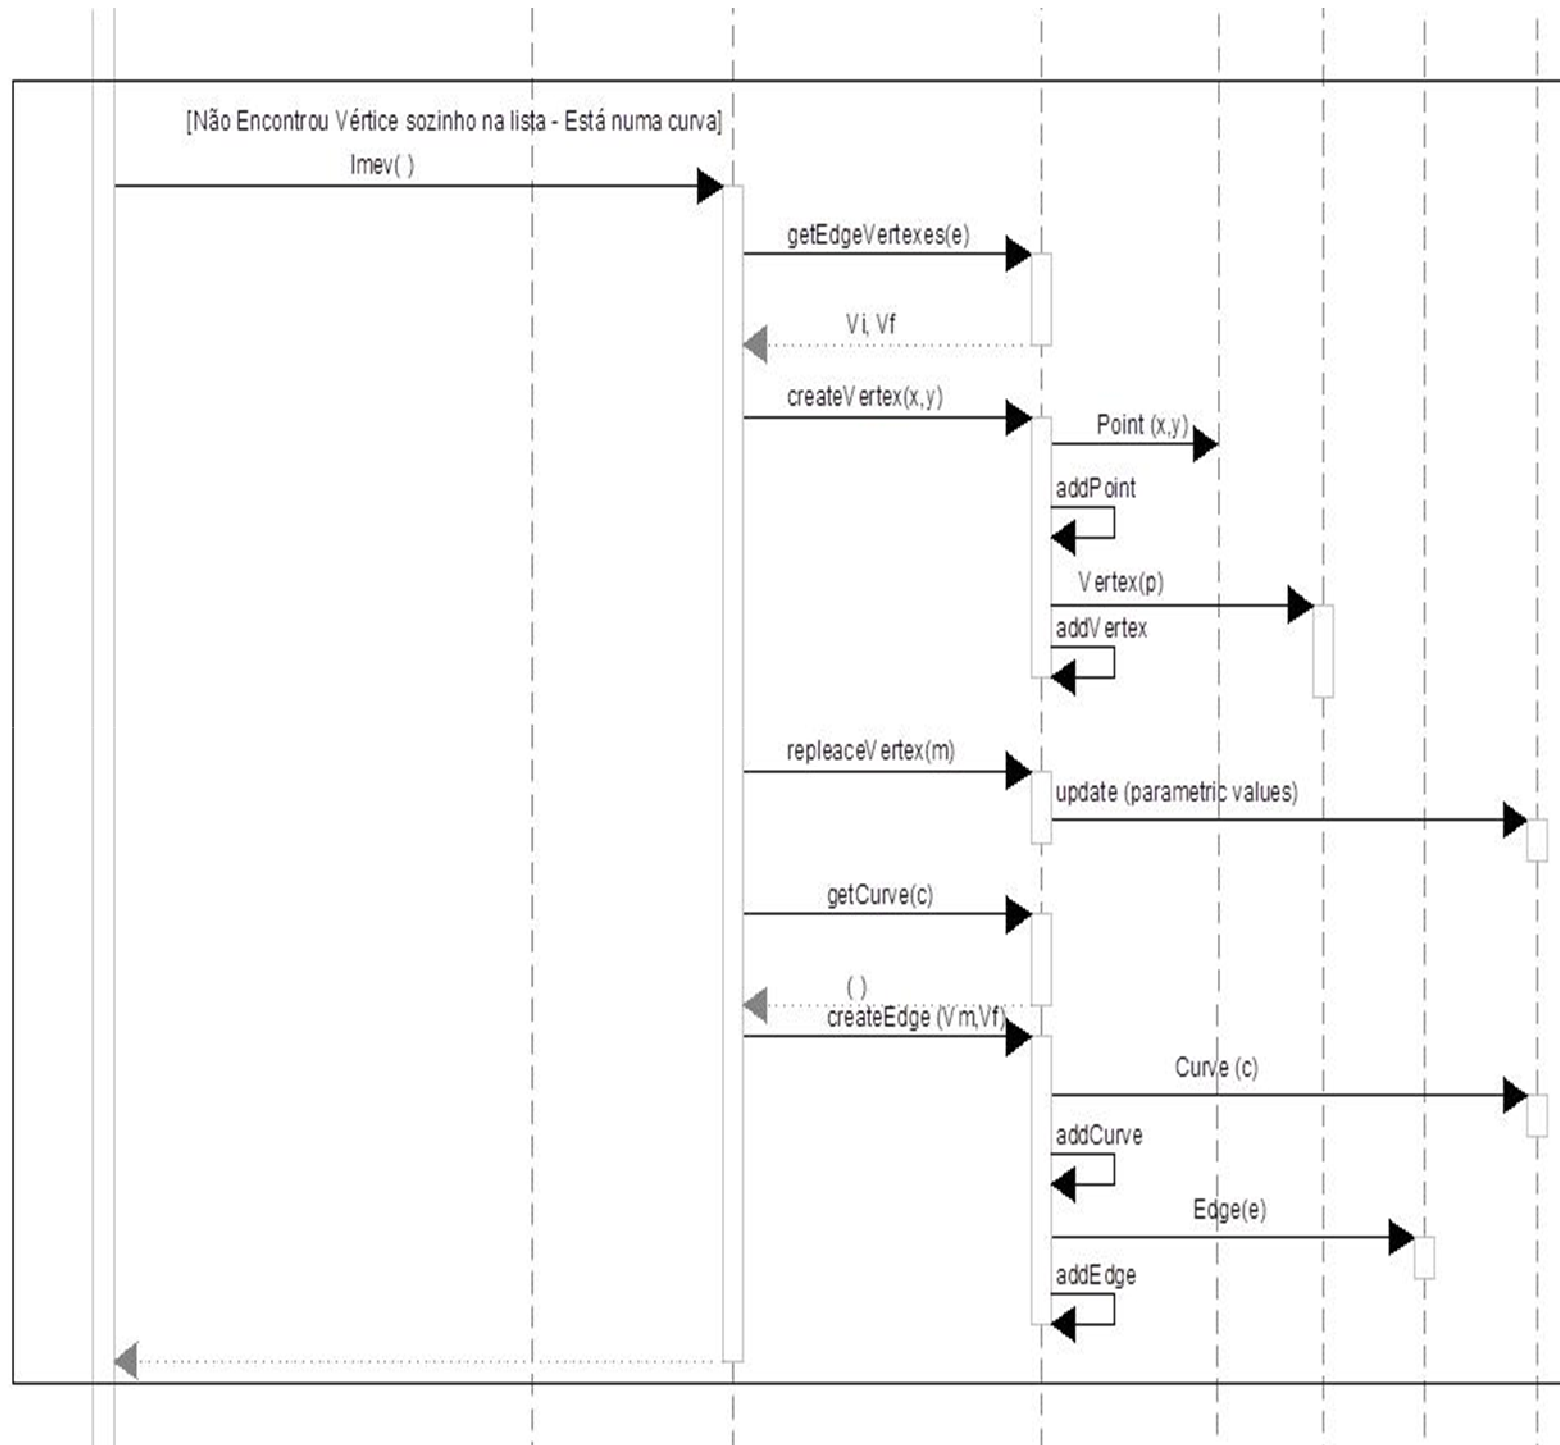 [Não Encontrou Vértice sozinho na lista - Está numa curva]
lmev( )
getEdgeVertexes(e)
Vi, Vf
createVertex(x,y)
Point (x,y)
addPoint
Vertex(p)
addVertex
repleaceVertex(m)
update (parametric values)
getCurve(c)
( )
createEdge (Vm,Vf)
Curve (c)
addCurve
Edge(e)
addEdge